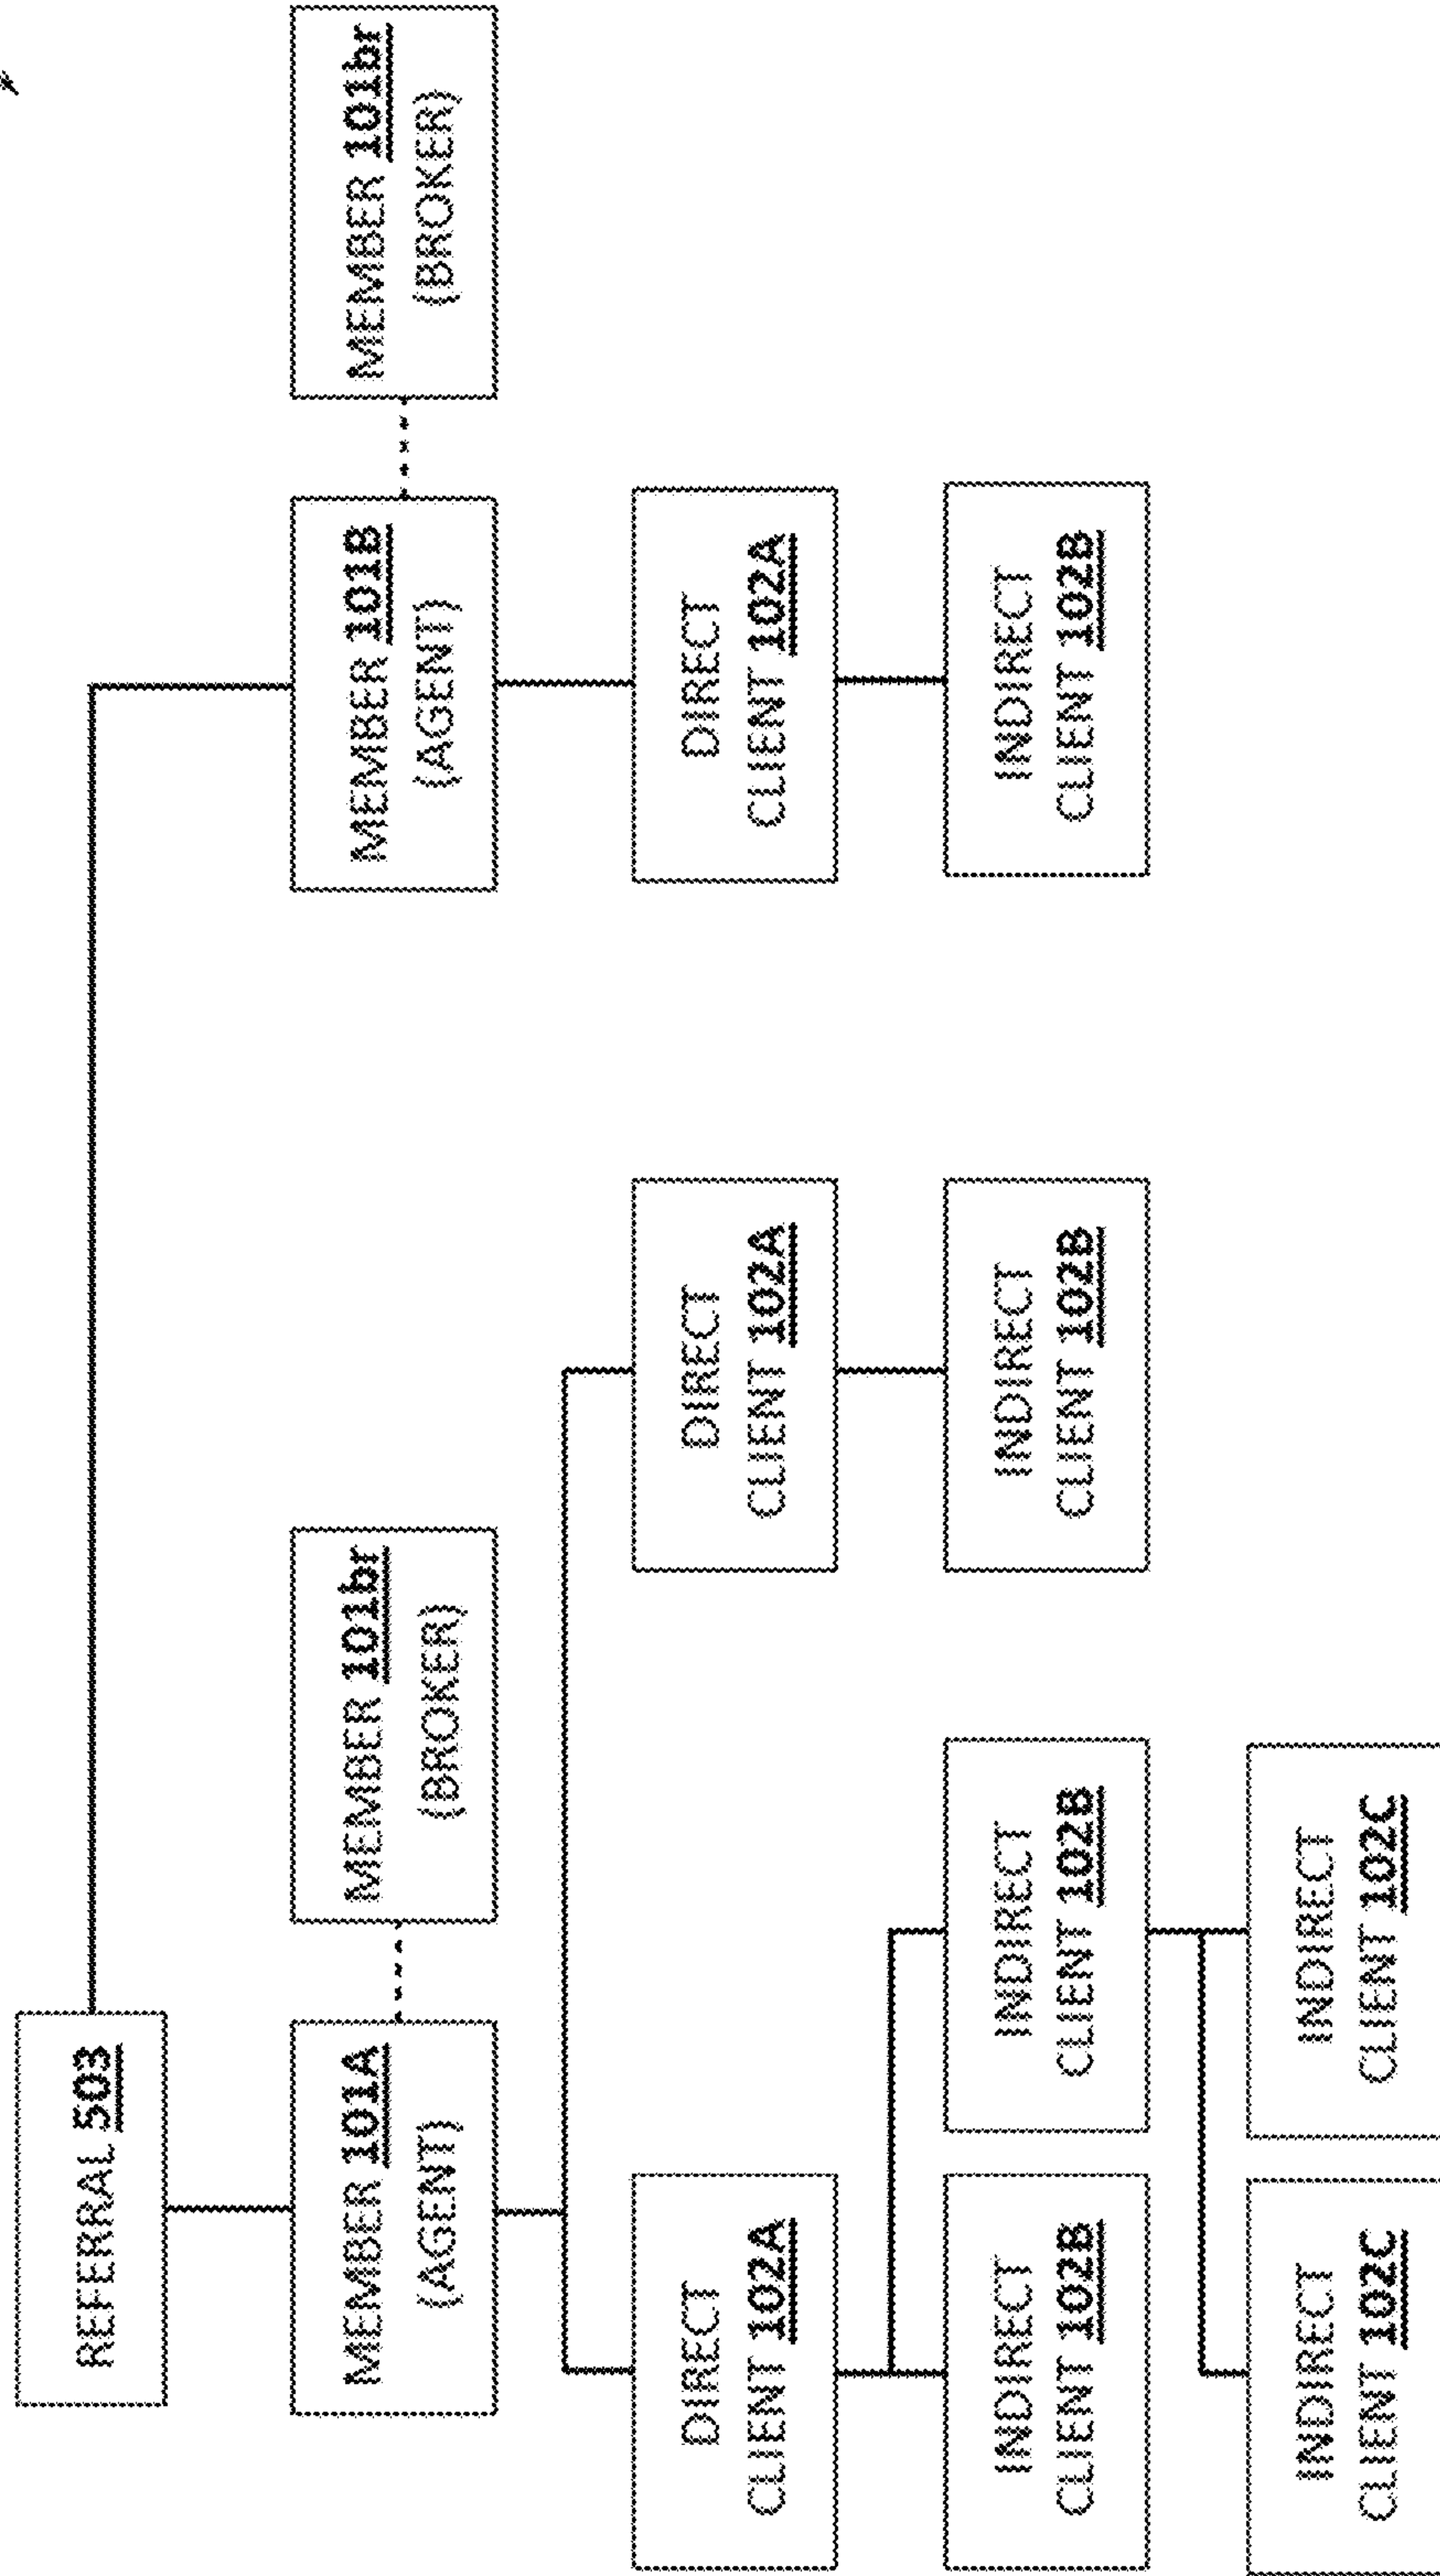 REFERRAL 503
MEMBER 101A
(AGENT)
MEMBER 101br
(BROKER)
MEMBER 101B
(AGENT)
MEMBER 101br
(BROKER)
DIRECT
CLIENT 102A
DIRECT
CLIENT 102A
DIRECT
CLIENT 102A
INDIRECT
CLIENT 102B
INDIRECT
CLIENT 102B
INDIRECT
CLIENT 102B
INDIRECT
CLIENT 102B
INDIRECT
CLIENT 102C
INDIRECT
CLIENT 102C